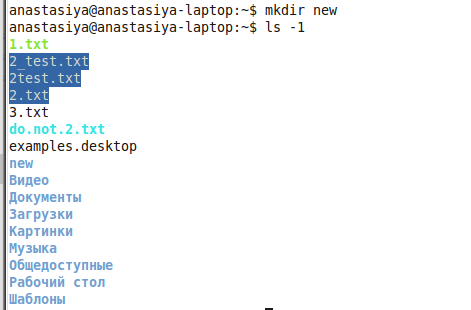 anastasiya@anastasiya-laptop:~$ mkdir new
anastasiya@anastasiya-laptop:~$ ls -1
1.txt
2_test.txt
2test.txt
2.txt
3.txt
do.not.2.txt
examples.desktop
new
Видео
Документы
Загрузки
Картинки
Музыка
Общедоступные
Рабочий стол
Шаблоны